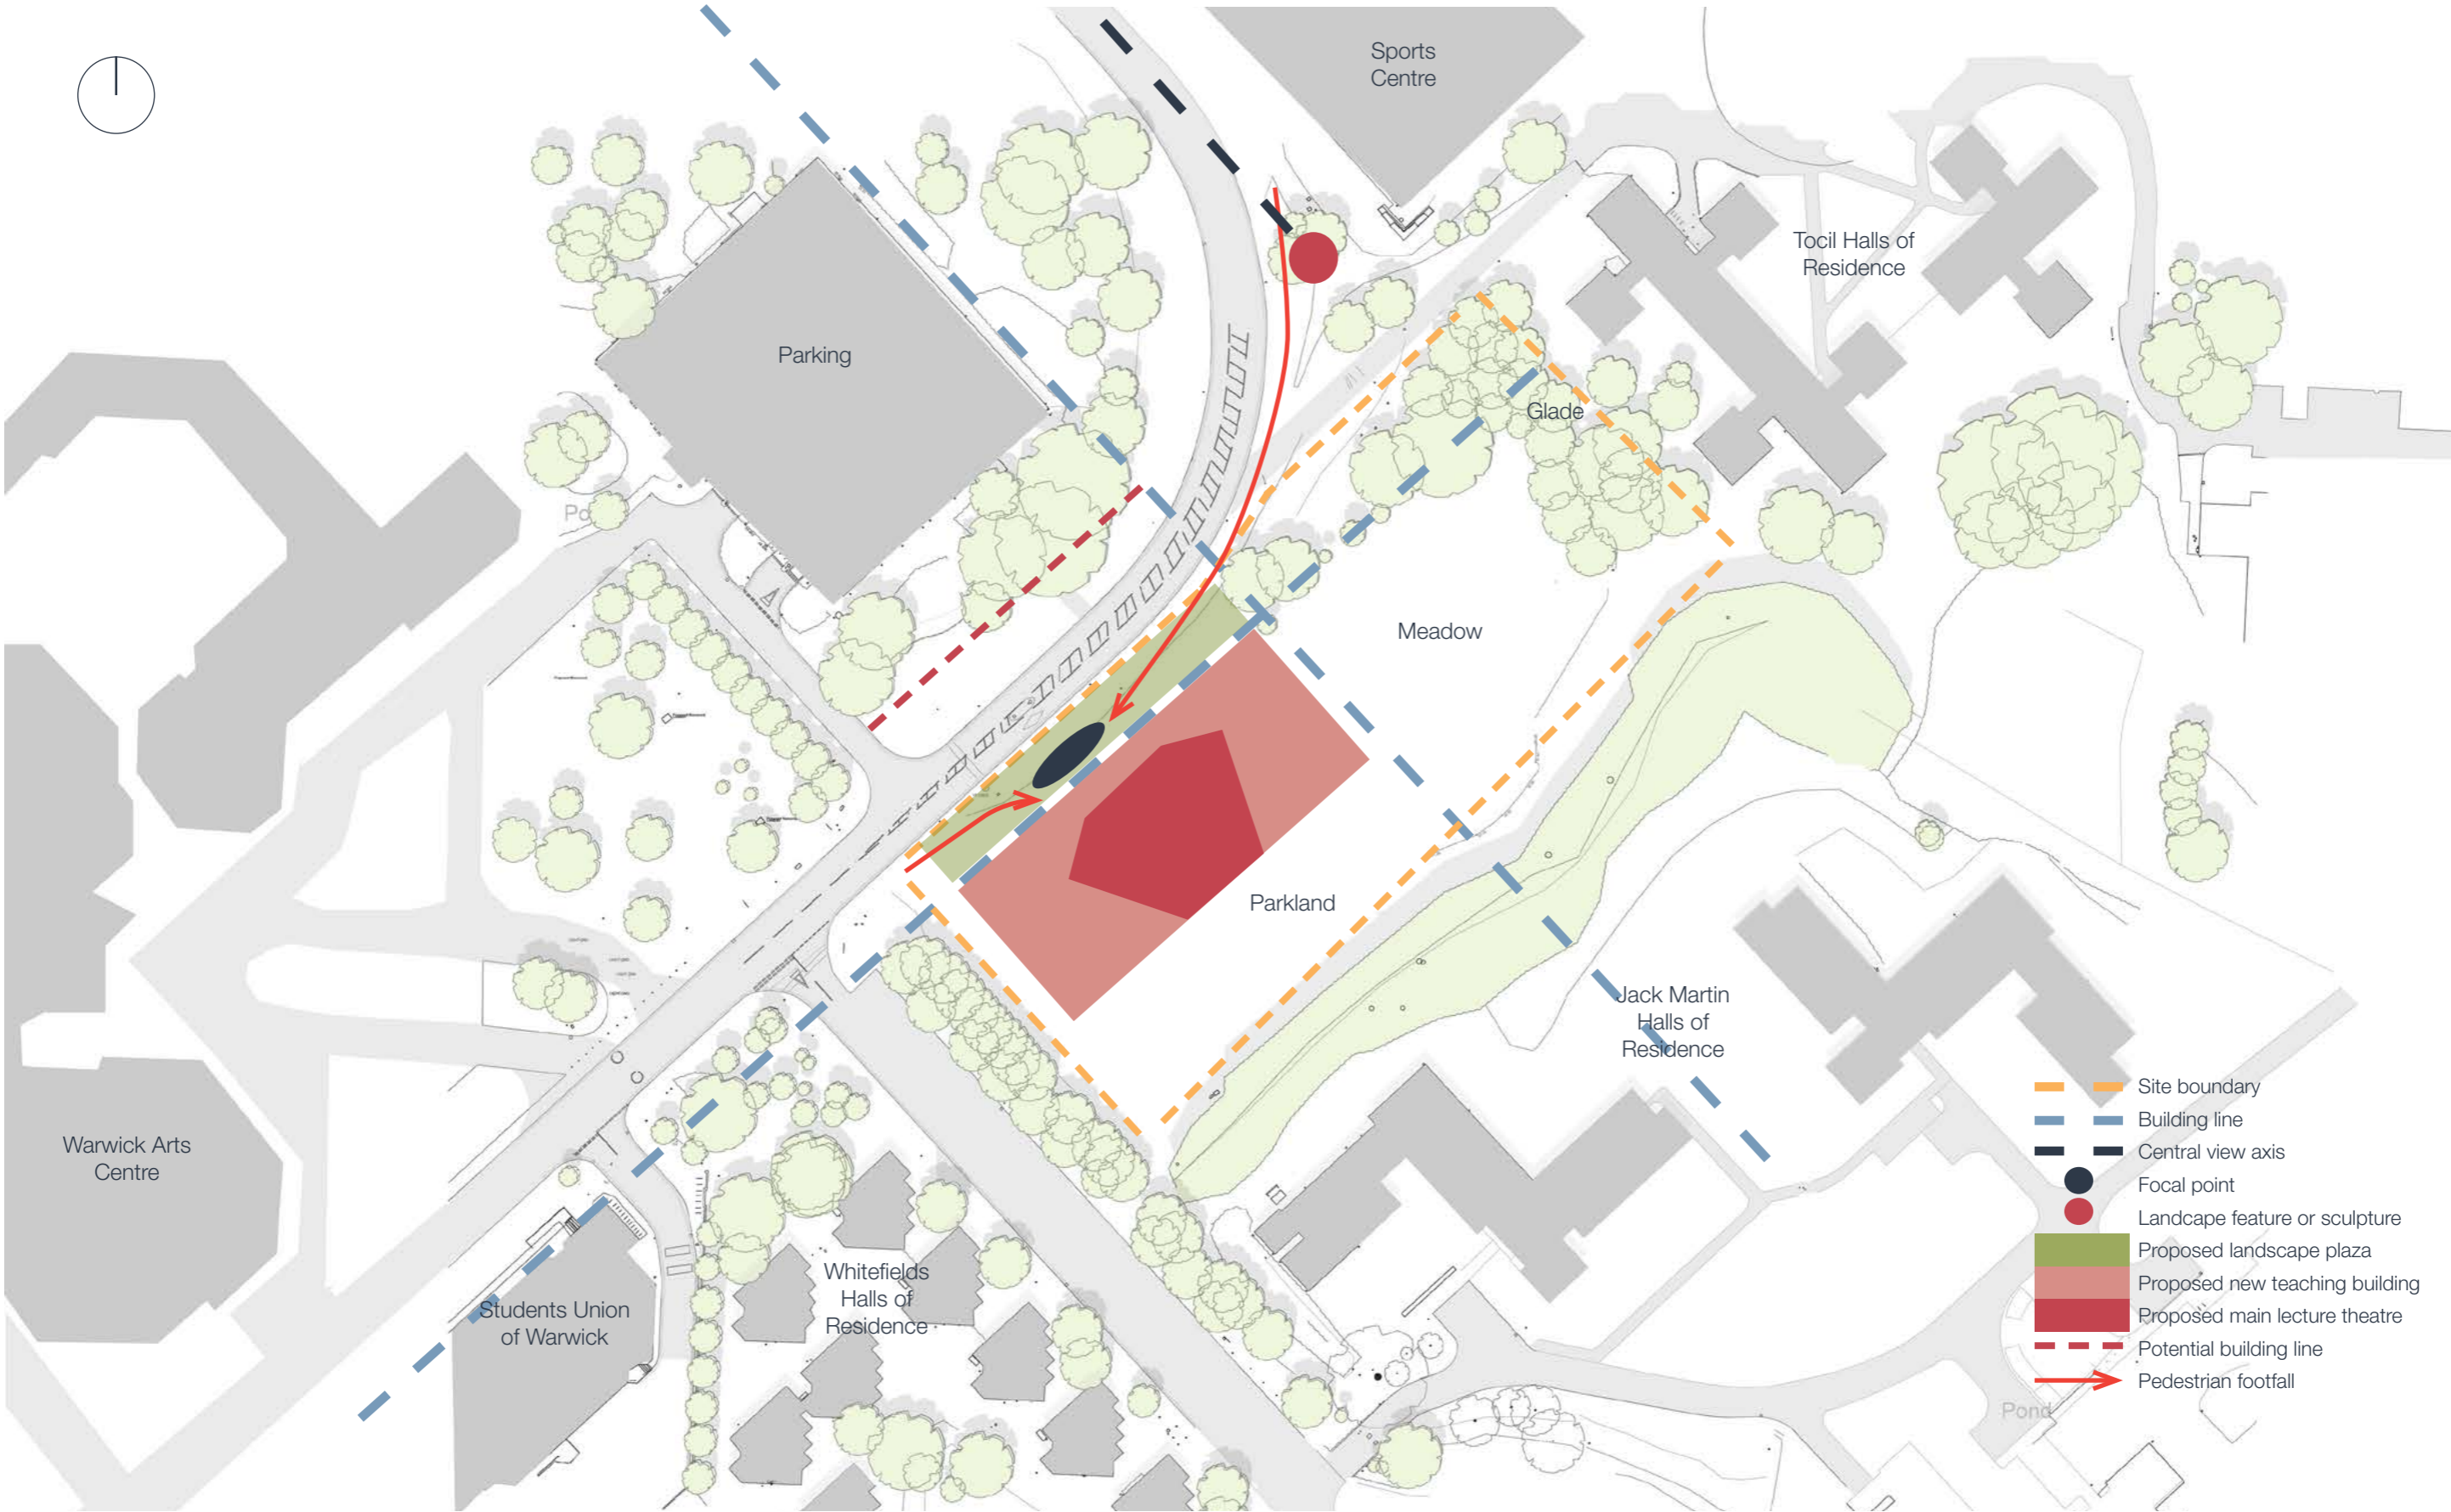 Sports
Centre
Tocil Halls of
Residence
Parking
Glade
Meadow
Parkland
Jack Martin
Halls of
Residence
Warwick Arts
Centre
Students Union
of Warwick
Whitefields
Halls of
Residence
Pond
Site boundary
Building line
Central view axis
Focal point
Landcape feature or sculpture
Proposed landscape plaza
Proposed new teaching building
Proposed main lecture theatre
Potential building line
Pedestrian footfall